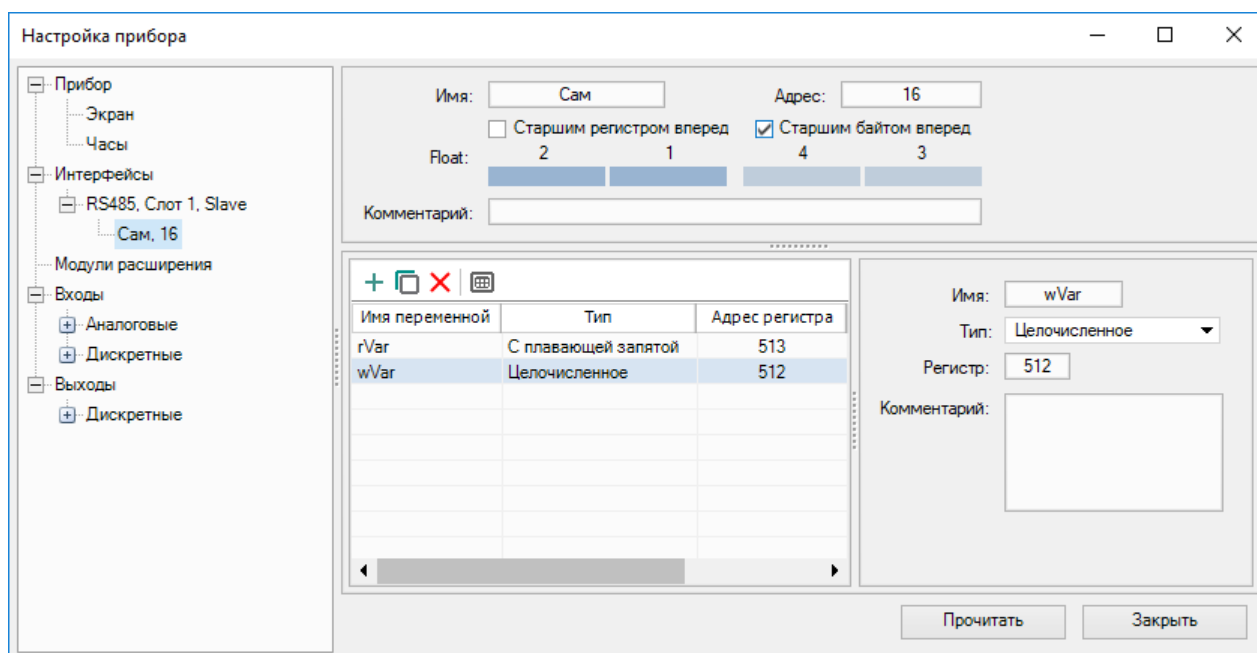 Настройка прибора
Прибор
Экран
Часы
Интерфейсы
RS485, Слот 1, Slave
Сам, 16
Модули расширения
Входы
Аналоговые
Дискретные
Выходы
Дискретные
Имя: Сам Адрес: 16
Старшим регистром вперед Старшим байтом вперед
Float: 2 1 4 3
Комментарий:
Имя переменной Тип Адрес регистра
rVar С плавающей запятой 513
wVar Целочисленное 512
Имя: wVar
Тип: Целочисленное
Регистр: 512
Комментарий:
Прочитать Закрыть